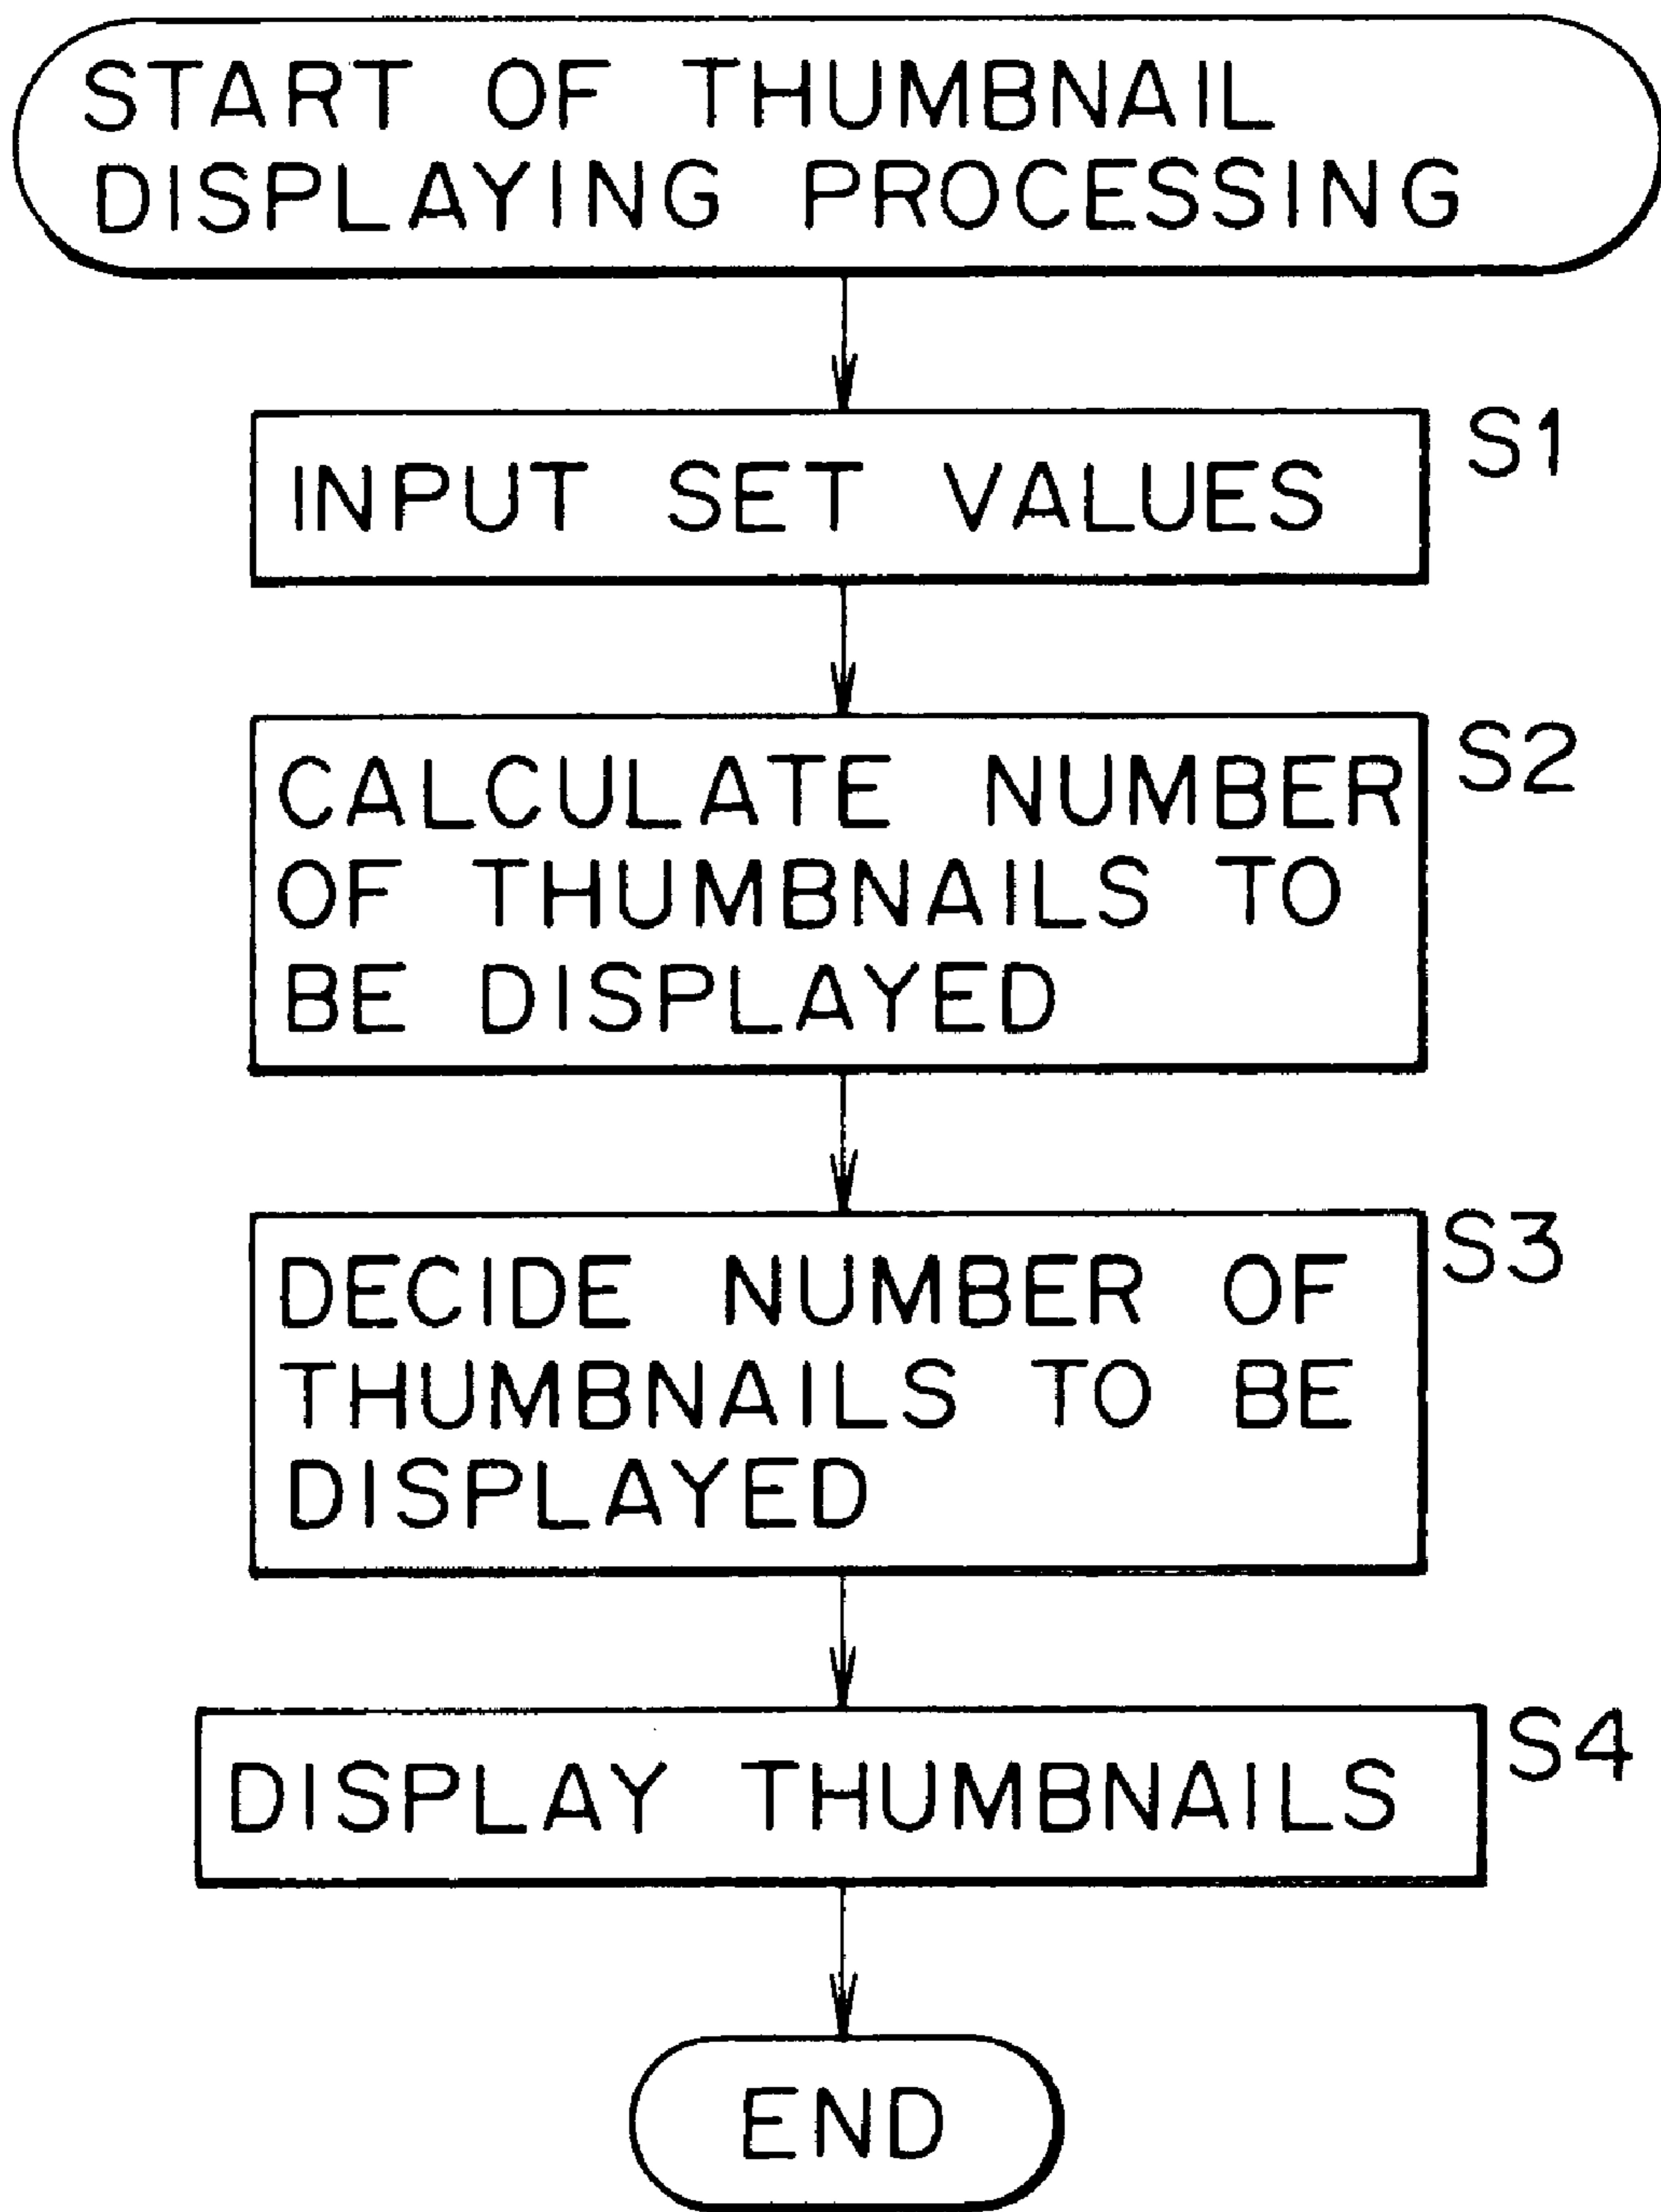 START OF THUMBNAIL
DISPLAYING PROCESSING
INPUT SET VALUES
S1
CALCULATE NUMBER
OF THUMBNAILS TO
BE DISPLAYED
S2
DECIDE NUMBER OF
THUMBNAILS TO BE
DISPLAYED
S3
DISPLAY THUMBNAILS
S4
END